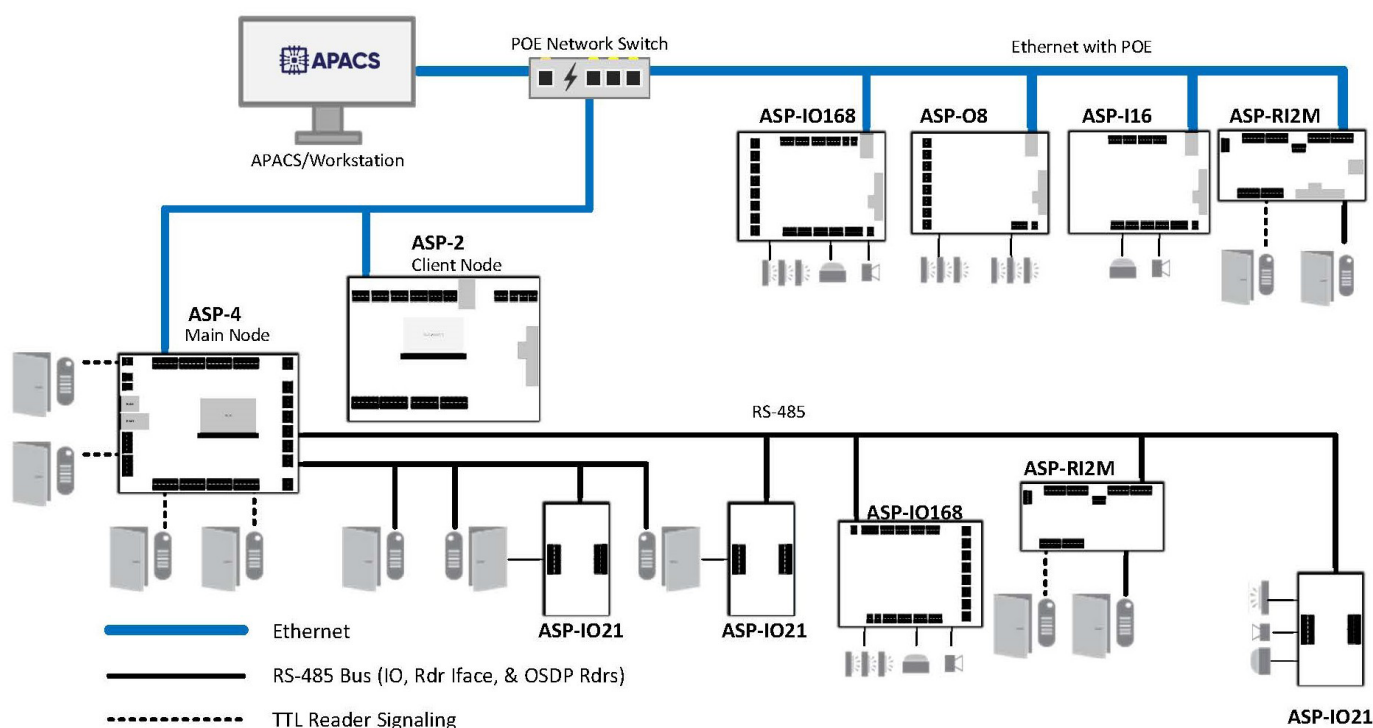 APACS
POE Network Switch
Ethernet with POE
APACS/Workstation
ASP-IO168
ASP-O8
ASP-I16
ASP-RI2M
ASP-2
Client Node
ASP-4
Main Node
RS-485
ASP-RI2M
ASP-IO168
ASP-IO21
ASP-IO21
ASP-IO21
Ethernet
RS-485 Bus (IO, Rdr Iface, & OSDP Rdrs)
TTL Reader Signaling